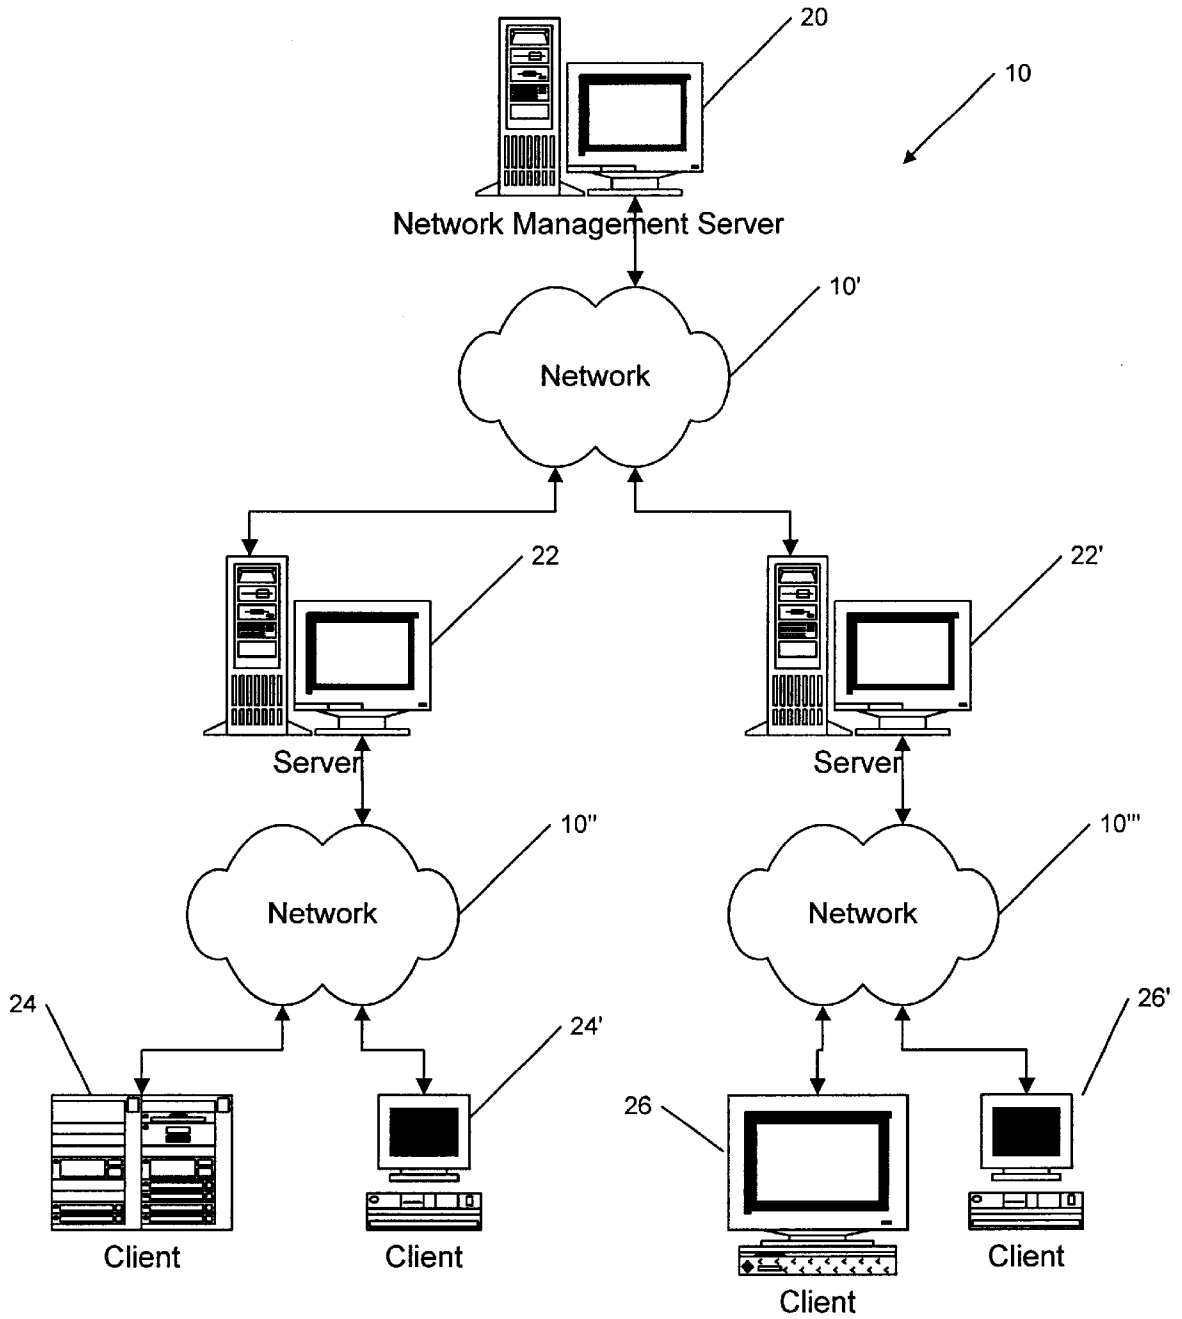 20
10
Network Management Server
10'
Network
22
22'
Server
Server
10''
10'''
Network
Network
24
24'
26'
26
Client
Client
Client
Client